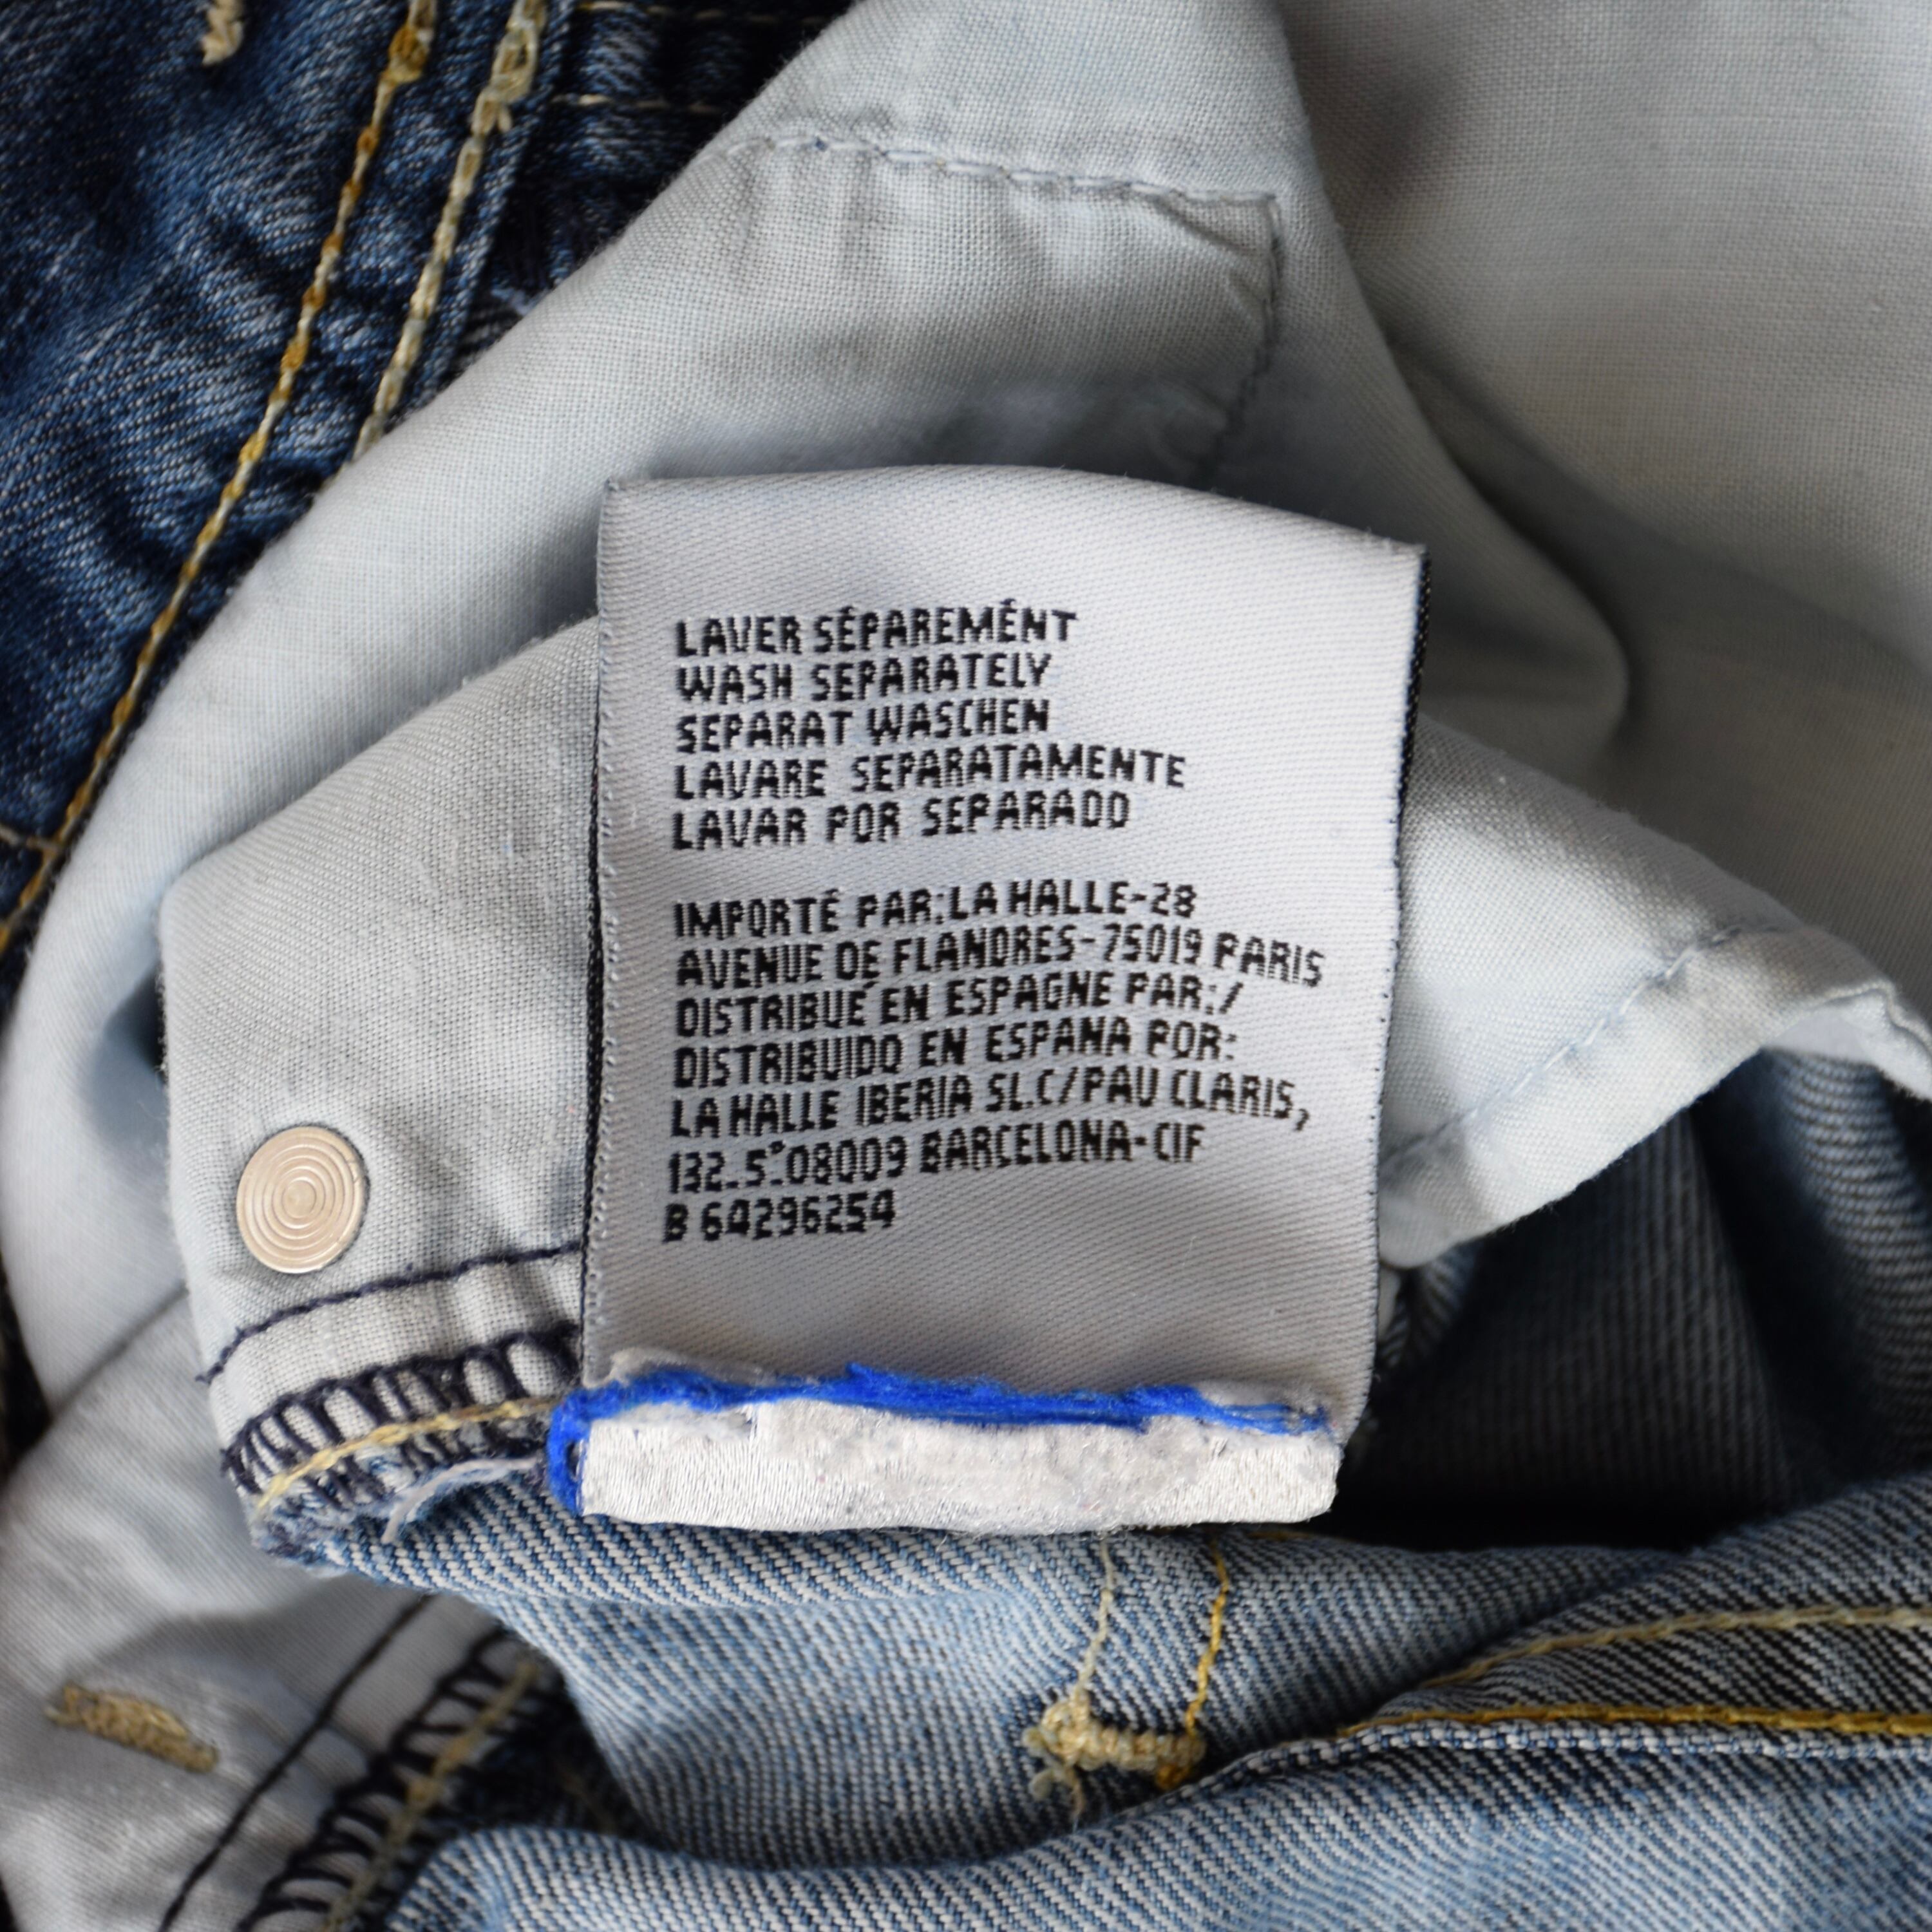 LAVER SÉPAREMÉNT
WASH SEPARATELY
SEPARAT WASCHEN
LAVARE SEPARATAMENTE
LAVAR POR SEPARADO
IMPORTÉ PAR:LA HALLE-28
AVENUE DE FLANDRES-75019 PARIS
DISTRIBUÉ EN ESPAGNE PAR:/
DISTRIBUIDO EN ESPANA POR:
LA HALLE IBERIA SL.C/PAU CLARIS,
132_5°08009 BARCELONA-CIF
B 64296254